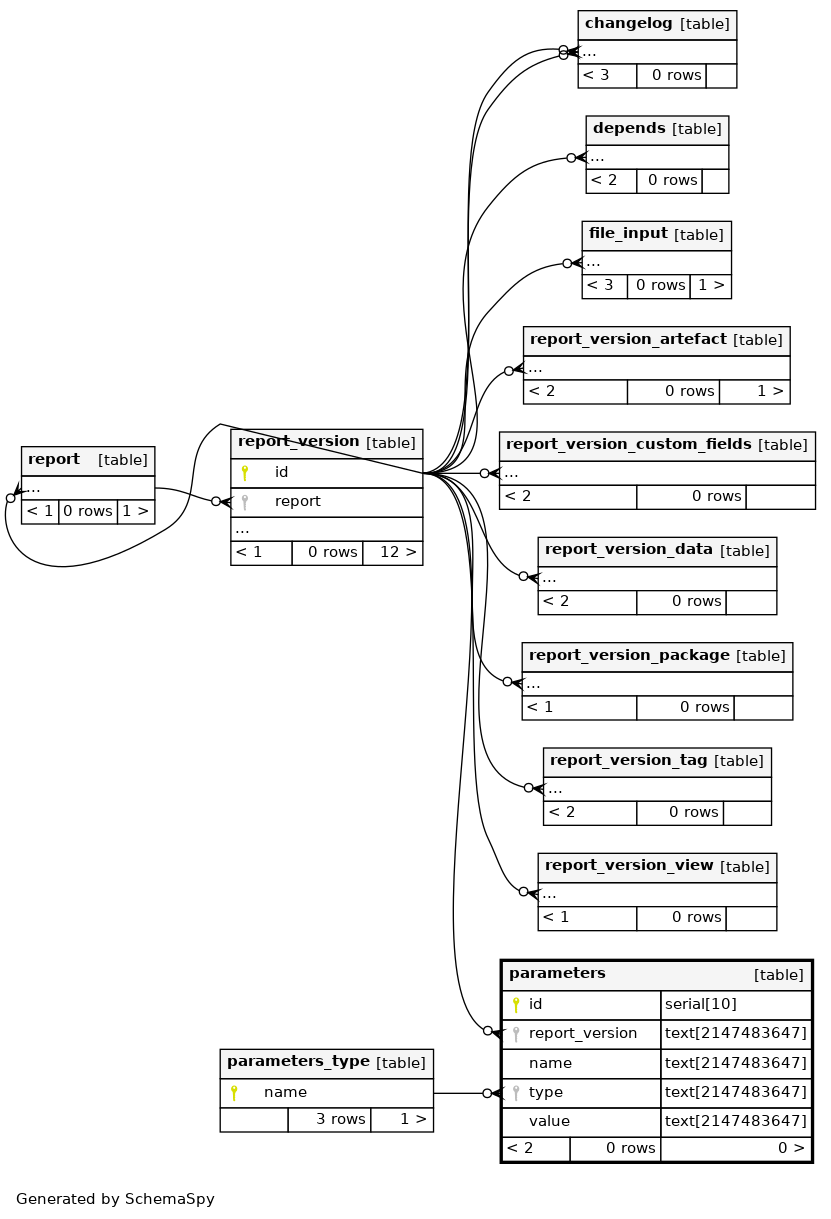 changelog [table]
...
< 3 0 rows
depends [table]
...
< 2 0 rows
file_input [table]
...
< 3 0 rows 1 >
report_version_artefact [table]
...
< 2 0 rows 1 >
report_version_custom_fields [table]
...
< 2 0 rows
report [table]
...
< 1 0 rows 1 >
report_version [table]
id
report
...
< 1 0 rows 12 >
report_version_data [table]
...
< 2 0 rows
report_version_package [table]
...
< 1 0 rows
report_version_tag [table]
...
< 2 0 rows
report_version_view [table]
...
< 1 0 rows
parameters [table]
id serial[10]
report_version text[2147483647]
name text[2147483647]
type text[2147483647]
value text[2147483647]
< 2 0 rows 0 >
parameters_type [table]
name
3 rows 1 >
Generated by SchemaSpy